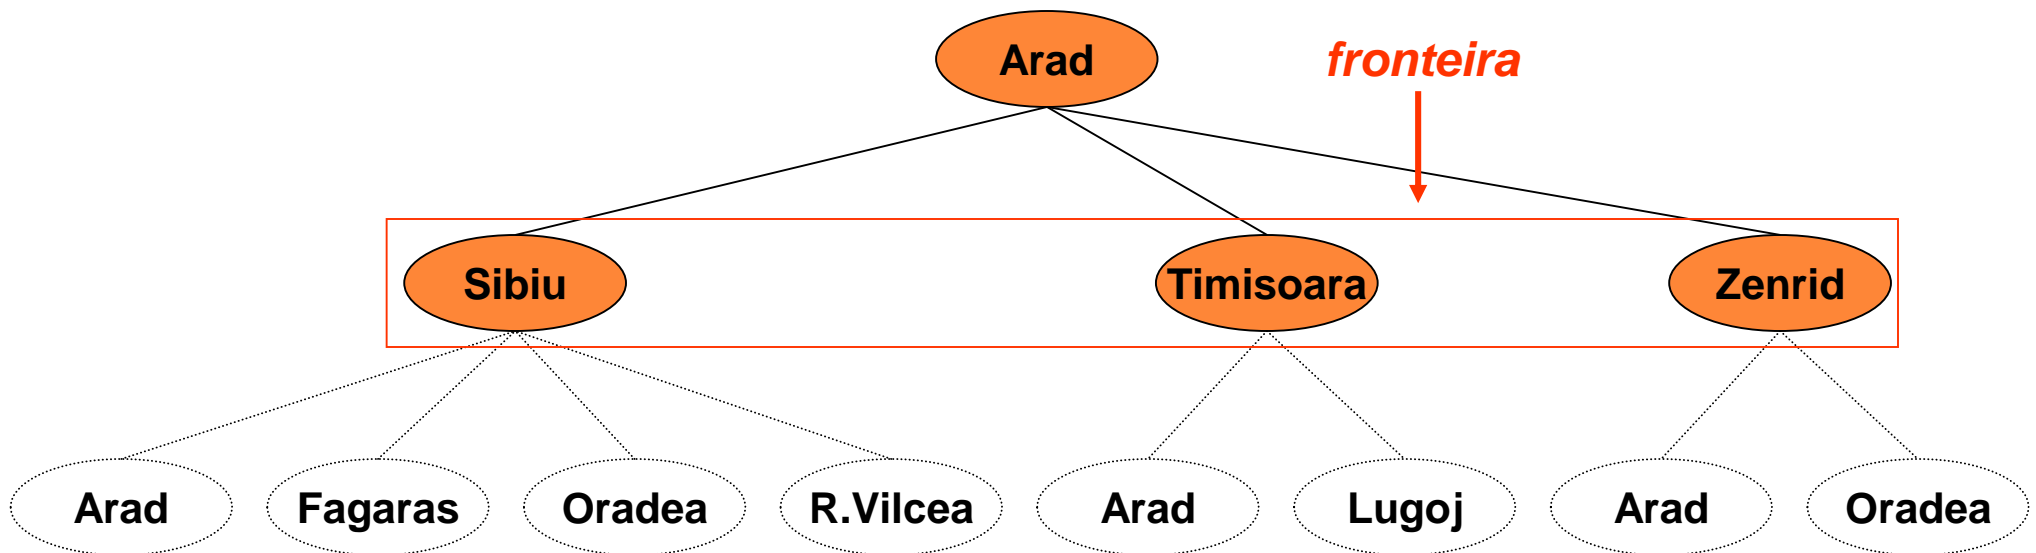 Arad
fronteira
Sibiu
Timisoara
Zenrid
Arad
Fagaras
Oradea
R.Vilcea
Arad
Lugoj
Arad
Oradea